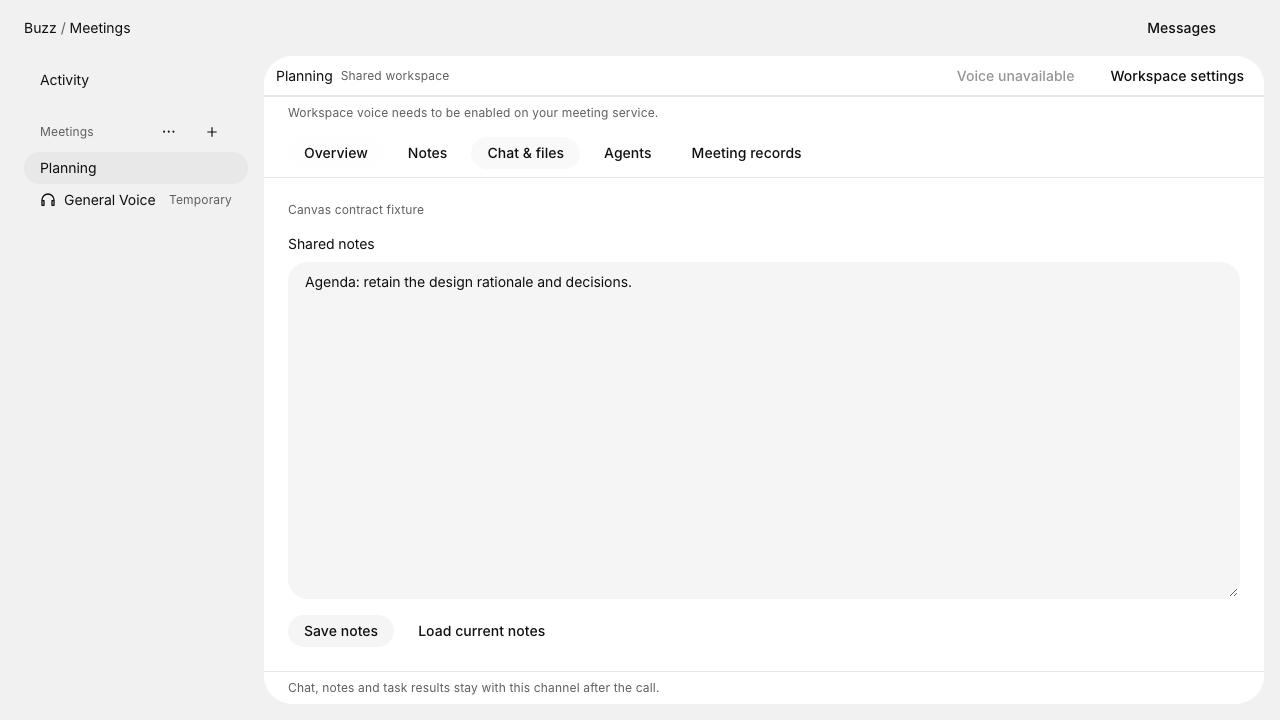 Buzz / Meetings
Messages
Activity
Meetings
Planning
General Voice Temporary
Planning Shared workspace
Voice unavailable
Workspace settings
Workspace voice needs to be enabled on your meeting service.
Overview Notes Chat & files Agents Meeting records
Canvas contract fixture
Shared notes
Agenda: retain the design rationale and decisions.
Save notes Load current notes
Chat, notes and task results stay with this channel after the call.